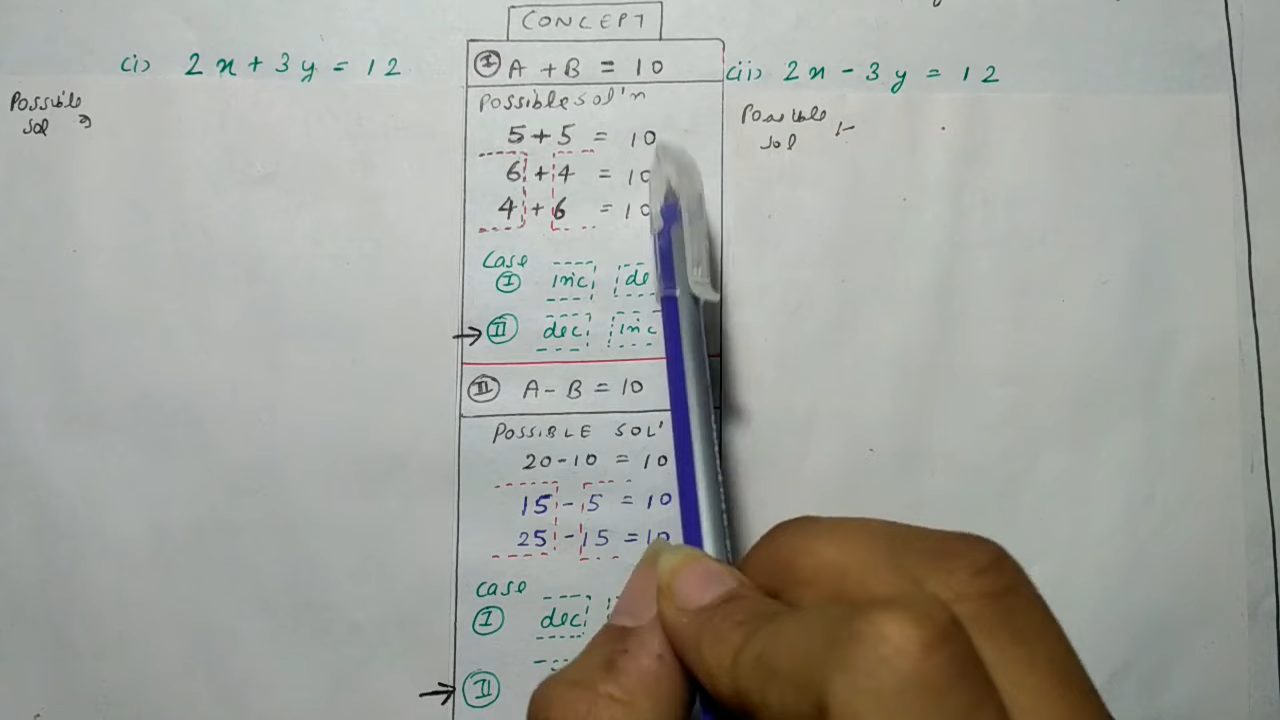 CONCEPT
(i) 2x + 3y = 12
Possible
sol
Ⓘ A + B = 10
Possible sol'n
5 + 5 = 10
6 + 4 = 10
4 + 6 = 10
Case
Ⓘ inc
Ⓘ Ⓘ dec inc
Ⓘ Ⓘ A - B = 10
POSSIBLE SOL'
20 - 10 = 10
15 - 5 = 10
25 - 15 = 10
Case
Ⓘ dec
II
(ii) 2x - 3y = 12
Possible
sol :-